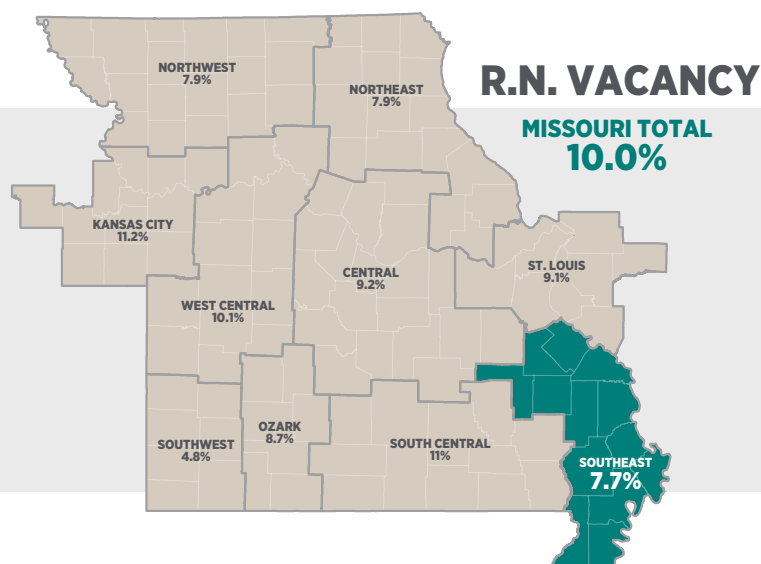 R.N. VACANCY
MISSOURI TOTAL
10.0%
NORTHWEST
7.9%
NORTHEAST
7.9%
KANSAS CITY
11.2%
CENTRAL
9.2%
ST. LOUIS
9.1%
WEST CENTRAL
10.1%
SOUTHWEST
4.8%
OZARK
8.7%
SOUTH CENTRAL
11%
SOUTHEAST
7.7%